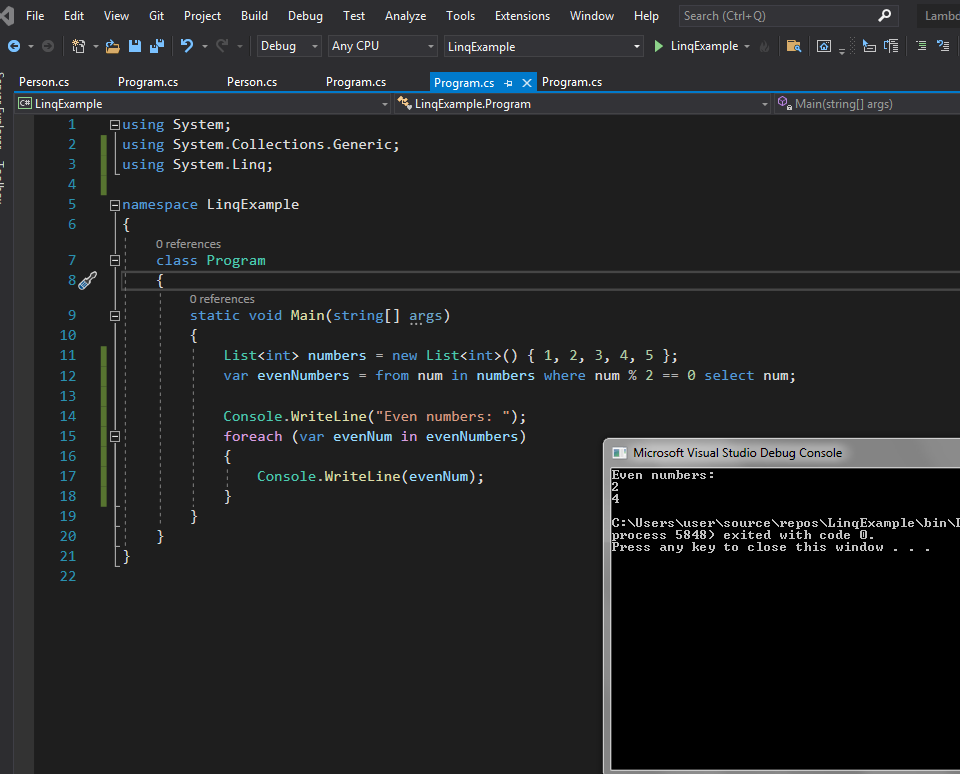 File Edit View Git Project Build Debug Test Analyze Tools Extensions Window Help Search (Ctrl+Q) Lambd
Debug Any CPU LinqExample LinqExample
Person.cs Program.cs Person.cs Program.cs Program.cs Program.cs
C# LinqExample LinqExample.Program Main(string[] args)
1 using System;
2 using System.Collections.Generic;
3 using System.Linq;
4
5 namespace LinqExample
6 {
0 references
7 class Program
8 {
0 references
9 static void Main(string[] args)
10 {
11 List<int> numbers = new List<int>() { 1, 2, 3, 4, 5 };
12 var evenNumbers = from num in numbers where num % 2 == 0 select num;
13
14 Console.WriteLine("Even numbers: ");
15 foreach (var evenNum in evenNumbers)
16 {
17 Console.WriteLine(evenNum);
18 }
19 }
20 }
21 }
22
Microsoft Visual Studio Debug Console
Even numbers:
2
4
C:\Users\user\source\repos\LinqExample\bin\D
process 5848) exited with code 0.
Press any key to close this window . . .